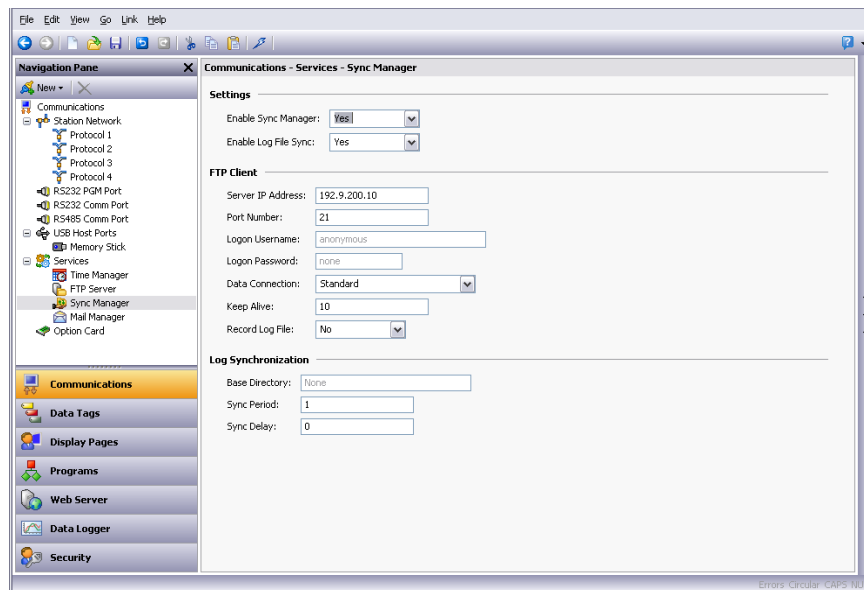 File Edit View Go Link Help
Navigation Pane
New
Communications
Station Network
Protocol 1
Protocol 2
Protocol 3
Protocol 4
RS232 PGM Port
RS232 Comm Port
RS485 Comm Port
USB Host Ports
Memory Stick
Services
Time Manager
FTP Server
Sync Manager
Mail Manager
Option Card
Communications
Data Tags
Display Pages
Programs
Web Server
Data Logger
Security
Communications - Services - Sync Manager
Settings
Enable Sync Manager: Yes
Enable Log File Sync: Yes
FTP Client
Server IP Address: 192.9.200.10
Port Number: 21
Logon Username: anonymous
Logon Password: none
Data Connection: Standard
Keep Alive: 10
Record Log File: No
Log Synchronization
Base Directory: None
Sync Period: 1
Sync Delay: 0
Errors Circular CAPS NU